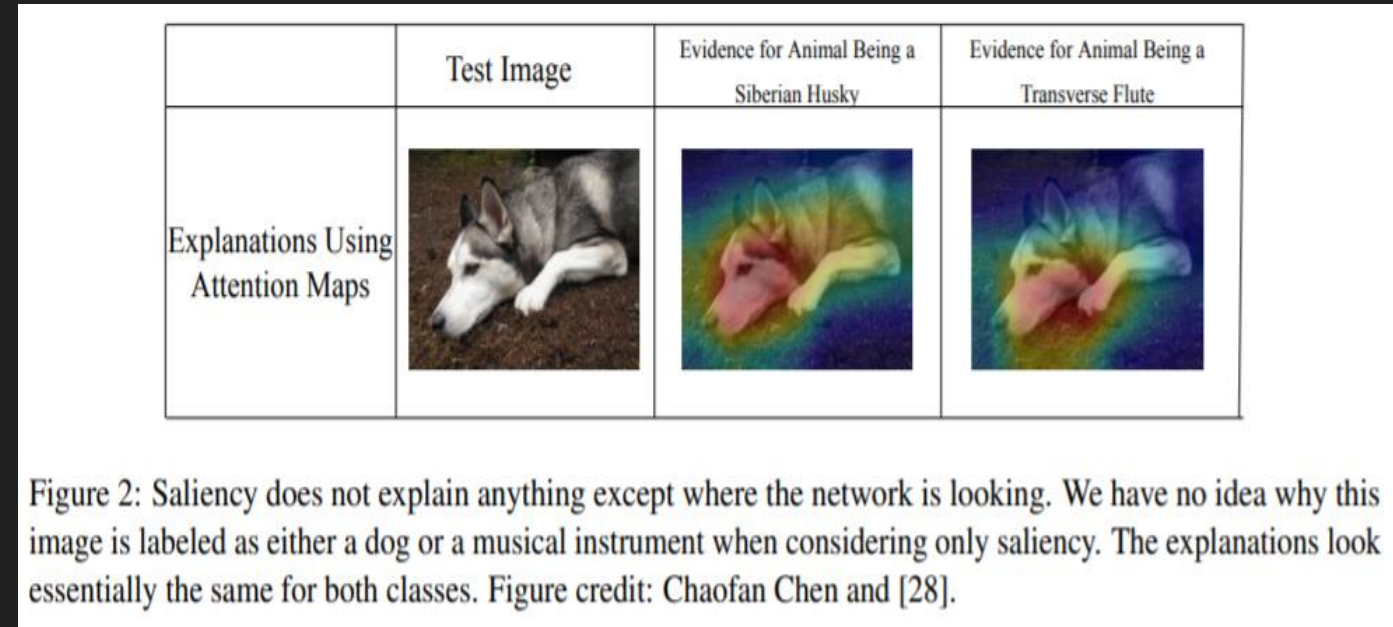 Test Image
Evidence for Animal Being a
Siberian Husky
Evidence for Animal Being a
Transverse Flute
Explanations Using
Attention Maps
Figure 2: Saliency does not explain anything except where the network is looking. We have no idea why this
image is labeled as either a dog or a musical instrument when considering only saliency. The explanations look
essentially the same for both classes. Figure credit: Chaofan Chen and [28].